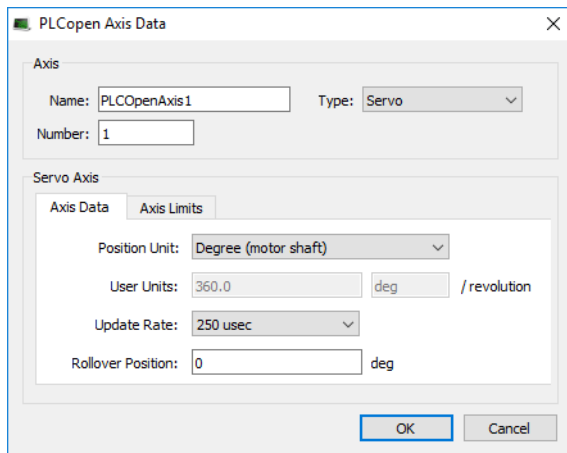 PLCopen Axis Data
Axis
Name: PLCOpenAxis1 Type: Servo
Number: 1
Servo Axis
Axis Data Axis Limits
Position Unit: Degree (motor shaft)
User Units: 360.0 deg / revolution
Update Rate: 250 usec
Rollover Position: 0 deg
OK Cancel